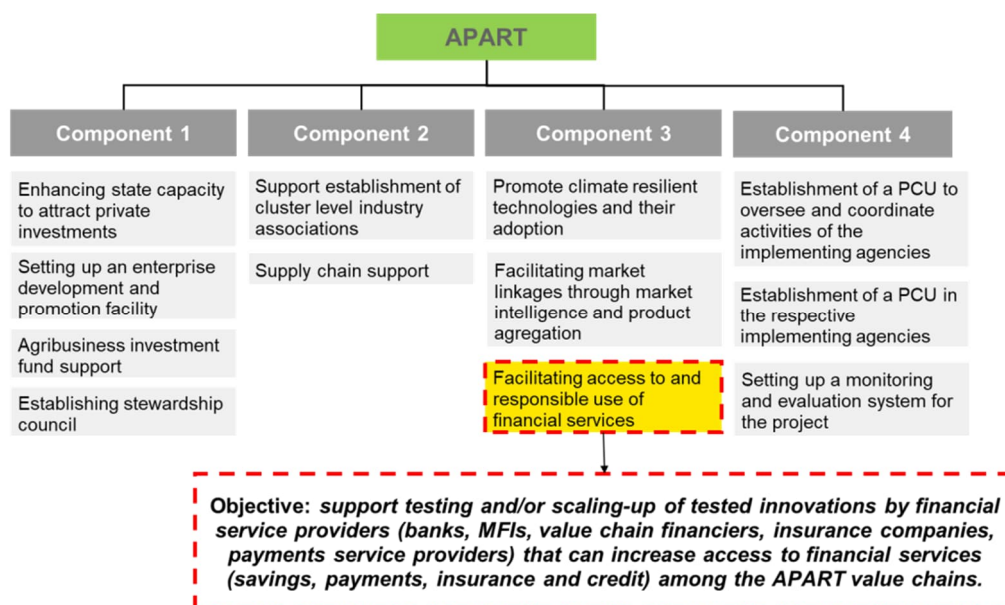 APART
Component 1
Enhancing state capacity
to attract private
investments
Setting up an enterprise
development and
promotion facility
Agribusiness investment
fund support
Establishing stewardship
council
Component 2
Support establishment of
cluster level industry
associations
Supply chain support
Component 3
Promote climate resilient
technologies and their
adoption
Facilitating market
linkages through market
intelligence and product
agregation
Facilitating access to and
responsible use of
financial services
Component 4
Establishment of a PCU to
oversee and coordinate
activities of the
implementing agencies
Establishment of a PCU in
the respective
implementing agencies
Setting up a monitoring
and evaluation system for
the project
Objective: support testing and/or scaling-up of tested innovations by financial
service providers (banks, MFIs, value chain financiers, insurance companies,
payments service providers) that can increase access to financial services
(savings, payments, insurance and credit) among the APART value chains.